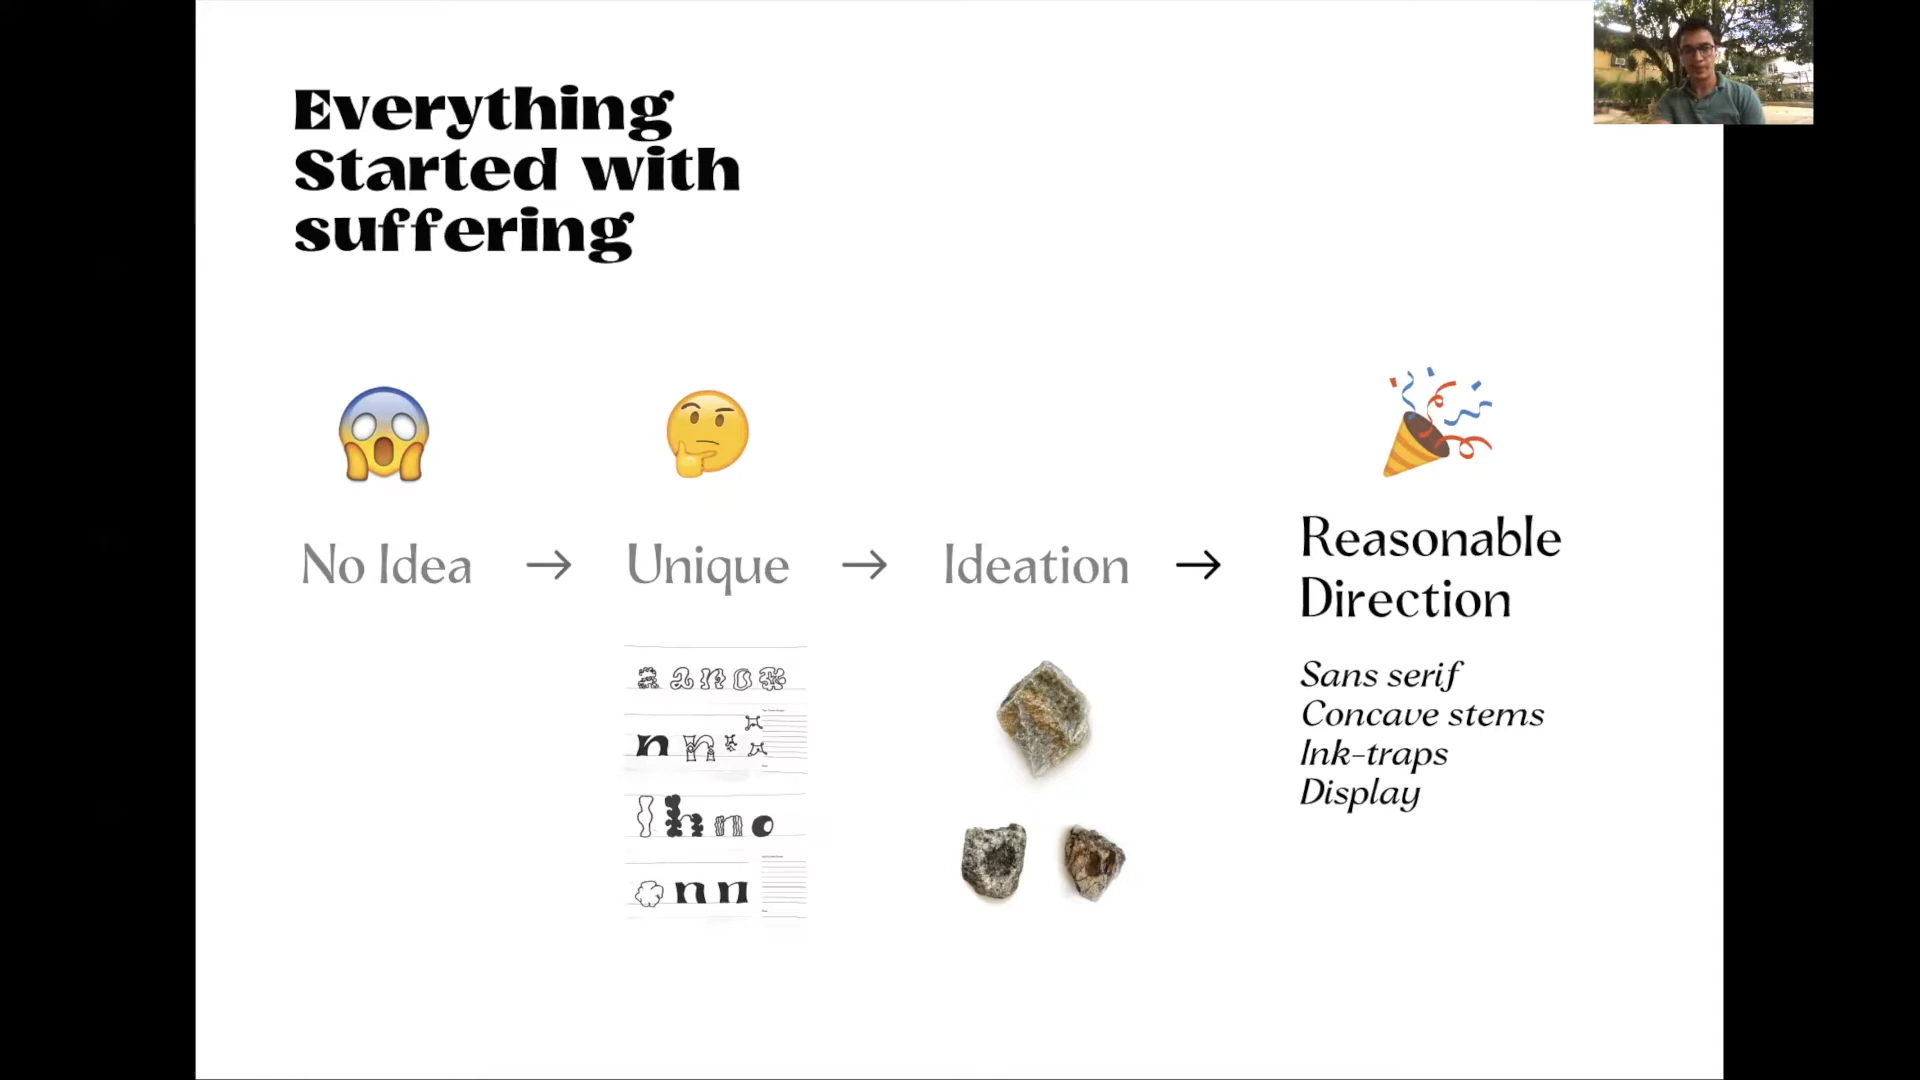 Everything
Started with
suffering
No Idea → Unique → Ideation → Reasonable
Direction
a a n o *
n n
l h n o
n n
Sans serif
Concave stems
Ink-traps
Display